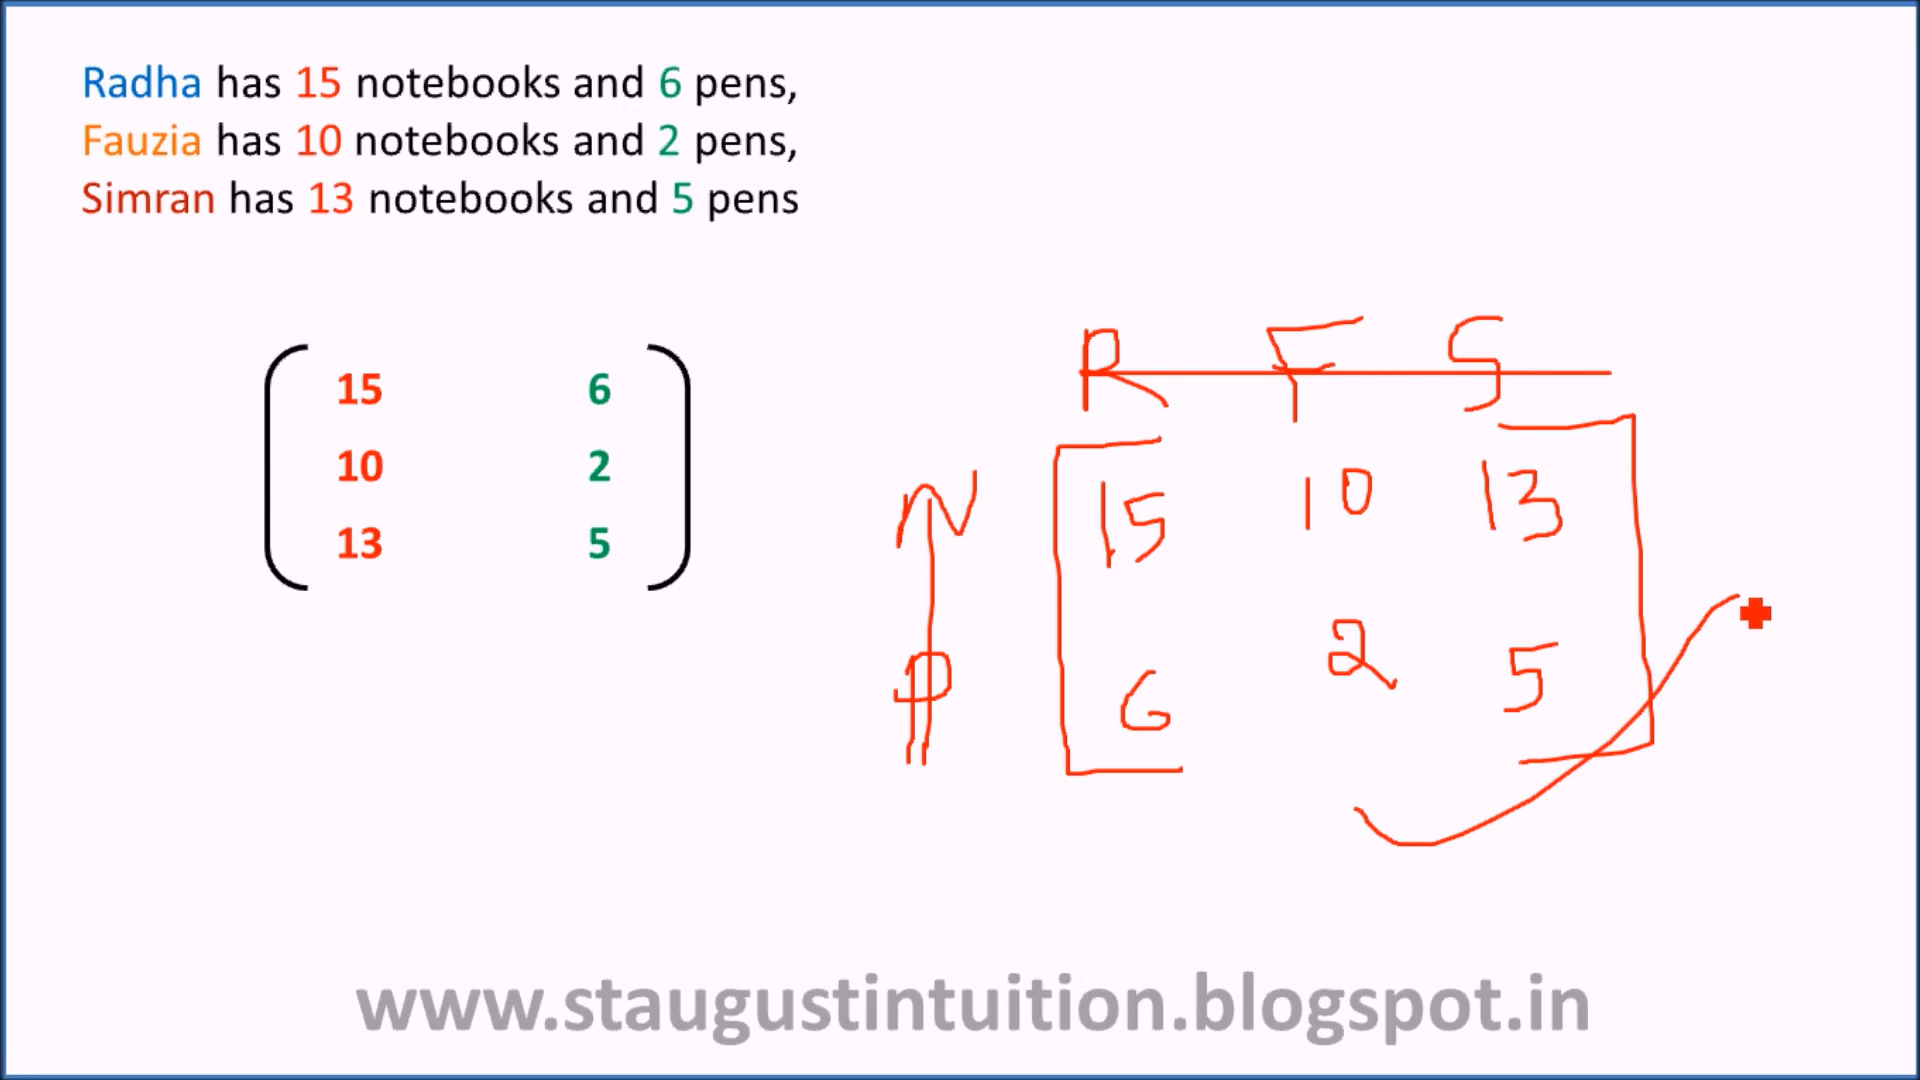 Radha has 15 notebooks and 6 pens,
Fauzia has 10 notebooks and 2 pens,
Simran has 13 notebooks and 5 pens
15 6
10 2
13 5
R F S
N 15 10 13
P 6 2 5
www.staugustintuition.blogspot.in